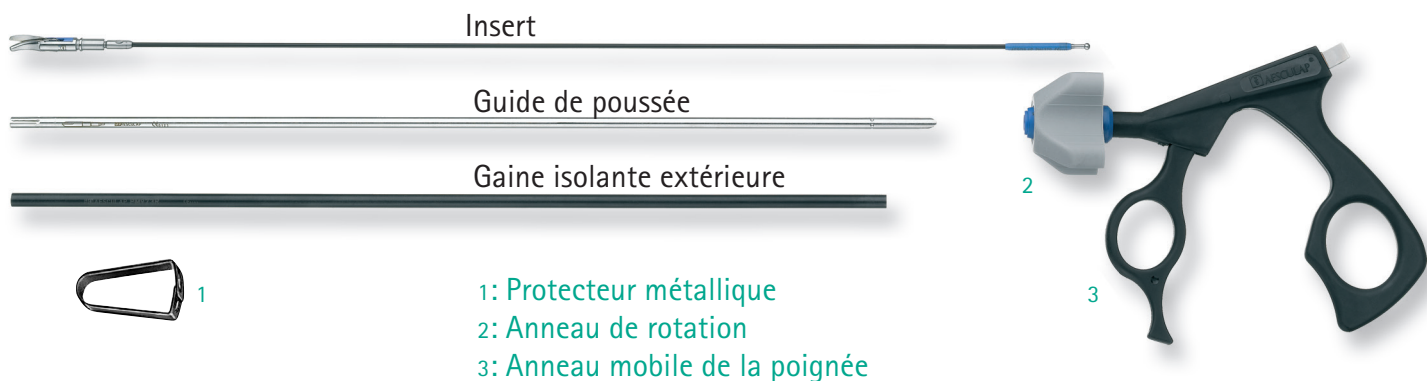 Insert
Guide de poussée
Gaine isolante extérieure
AESCULAP®
2
1
3
1: Protecteur métallique
2: Anneau de rotation
3: Anneau mobile de la poignée